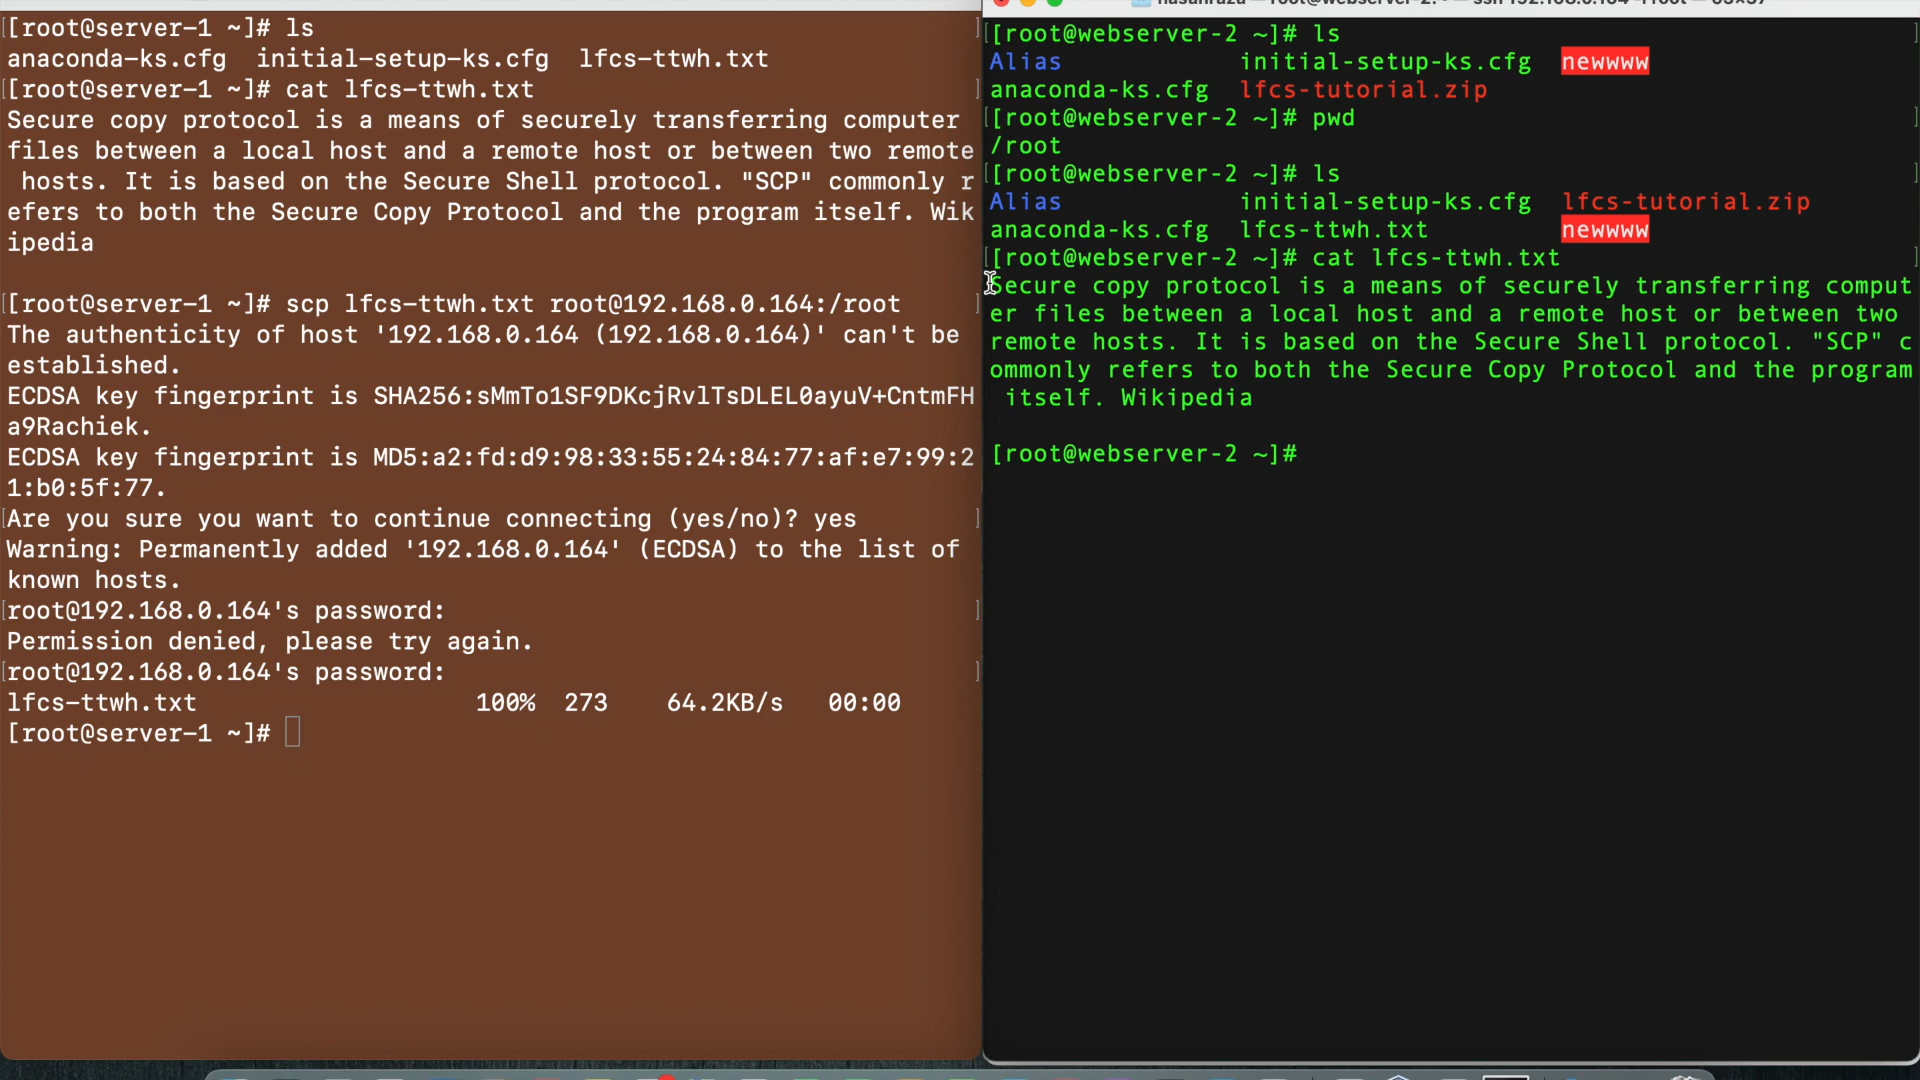 [root@server-1 ~]# ls
anaconda-ks.cfg  initial-setup-ks.cfg  lfcs-ttwh.txt
[root@server-1 ~]# cat lfcs-ttwh.txt
Secure copy protocol is a means of securely transferring computer
files between a local host and a remote host or between two remote
 hosts. It is based on the Secure Shell protocol. "SCP" commonly r
efers to both the Secure Copy Protocol and the program itself. Wik
ipedia
[root@server-1 ~]# scp lfcs-ttwh.txt root@192.168.0.164:/root
The authenticity of host '192.168.0.164 (192.168.0.164)' can't be
established.
ECDSA key fingerprint is SHA256:sMmTo1SF9DKcjRvlTsDLEL0ayuV+CntmFH
a9Rachiek.
ECDSA key fingerprint is MD5:a2:fd:d9:98:33:55:24:84:77:af:e7:99:2
1:b0:5f:77.
Are you sure you want to continue connecting (yes/no)? yes
Warning: Permanently added '192.168.0.164' (ECDSA) to the list of
known hosts.
root@192.168.0.164's password:
Permission denied, please try again.
root@192.168.0.164's password:
lfcs-ttwh.txt                   100%  273    64.2KB/s   00:00
[root@server-1 ~]#
[root@webserver-2 ~]# ls
Alias            initial-setup-ks.cfg  newwww
anaconda-ks.cfg  lfcs-tutorial.zip
[root@webserver-2 ~]# pwd
/root
[root@webserver-2 ~]# ls
Alias            initial-setup-ks.cfg  lfcs-tutorial.zip
anaconda-ks.cfg  lfcs-ttwh.txt         newwww
[root@webserver-2 ~]# cat lfcs-ttwh.txt
Secure copy protocol is a means of securely transferring comput
er files between a local host and a remote host or between two
remote hosts. It is based on the Secure Shell protocol. "SCP" c
ommonly refers to both the Secure Copy Protocol and the program
 itself. Wikipedia
[root@webserver-2 ~]#